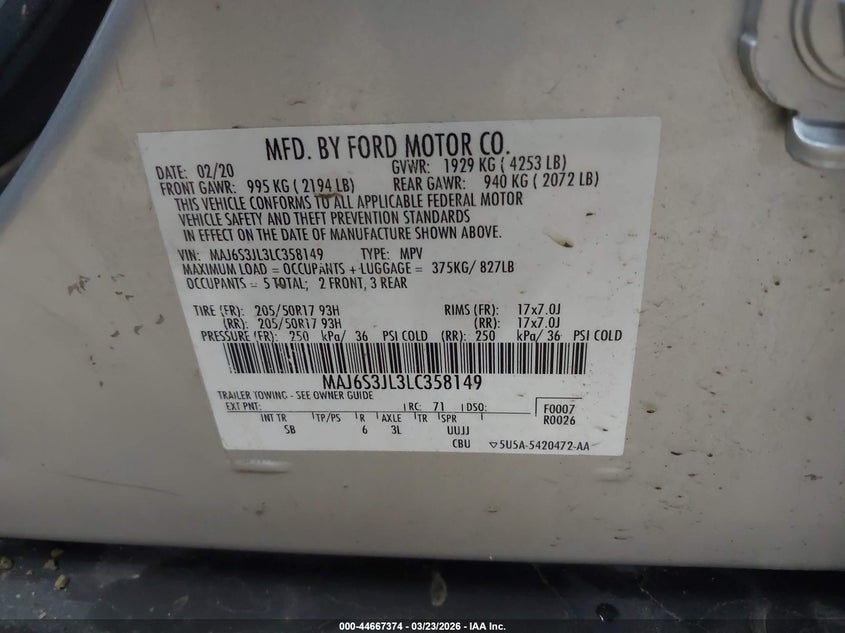 MFD. BY FORD MOTOR CO.
DATE: 02/20 GVWR: 1929 KG ( 4253 LB)
FRONT GAWR: 995 KG ( 2194 LB) REAR GAWR: 940 KG ( 2072 LB)
THIS VEHICLE CONFORMS TO ALL APPLICABLE FEDERAL MOTOR
VEHICLE SAFETY AND THEFT PREVENTION STANDARDS
IN EFFECT ON THE DATE OF MANUFACTURE SHOWN ABOVE.
VIN: MAJ6S3JL3LC358149 TYPE: MPV
MAXIMUM LOAD = OCCUPANTS + LUGGAGE = 375KG/ 827LB
OCCUPANTS = 5 TOTAL; 2 FRONT, 3 REAR
TIRE (FR): 205/50R17 93H RIMS (FR): 17x7.0J
(RR): 205/50R17 93H (RR): 17x7.0J
PRESSURE (FR): 250 kPa/ 36 PSI COLD (RR): 250 kPa/ 36 PSI COLD
MAJ6S3JL3LC358149
TRAILER TOWING - SEE OWNER GUIDE
EXT PNT: RC: 71 DSO: F0007
INT TR TP/PS R AXLE TR SPR R0026
SB 6 3L UUJJ
CBU ▽5U5A-5420472-AA
000-44667374 - 03/23/2026 - IAA Inc.